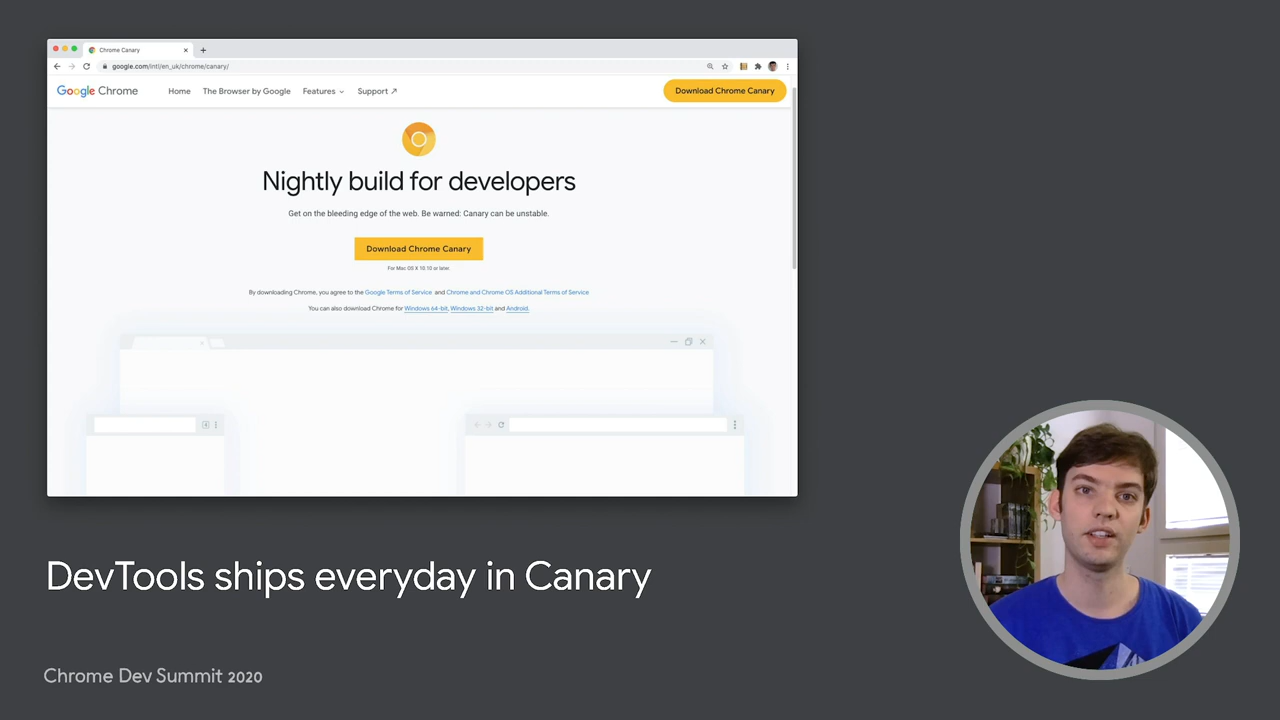 Chrome Canary
google.com/intl/en_uk/chrome/canary/
Google Chrome Home The Browser by Google Features Support Download Chrome Canary
Nightly build for developers
Get on the bleeding edge of the web. Be warned: Canary can be unstable.
Download Chrome Canary
For Mac OS X 10.10 or later.
By downloading Chrome, you agree to the Google Terms of Service and Chrome and Chrome OS Additional Terms of Service
You can also download Chrome for Windows 64-bit, Windows 32-bit and Android.
DevTools ships everyday in Canary
Chrome Dev Summit 2020